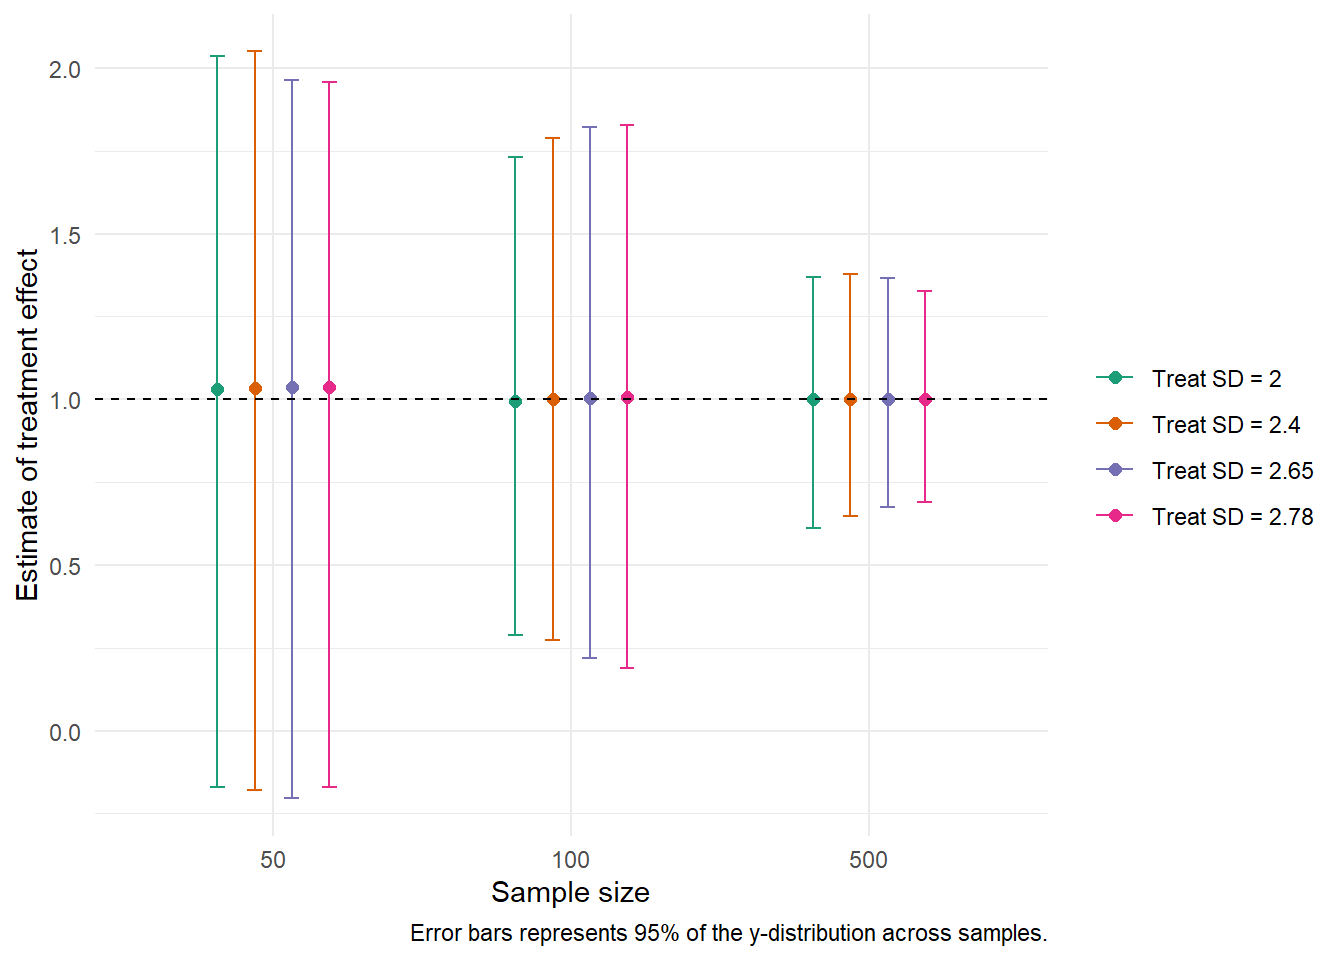 Estimate of treatment effect
2.0
1.5
1.0
0.5
0.0
50
100
500
Sample size
Error bars represents 95% of the y-distribution across samples.
Treat SD = 2
Treat SD = 2.4
Treat SD = 2.65
Treat SD = 2.78